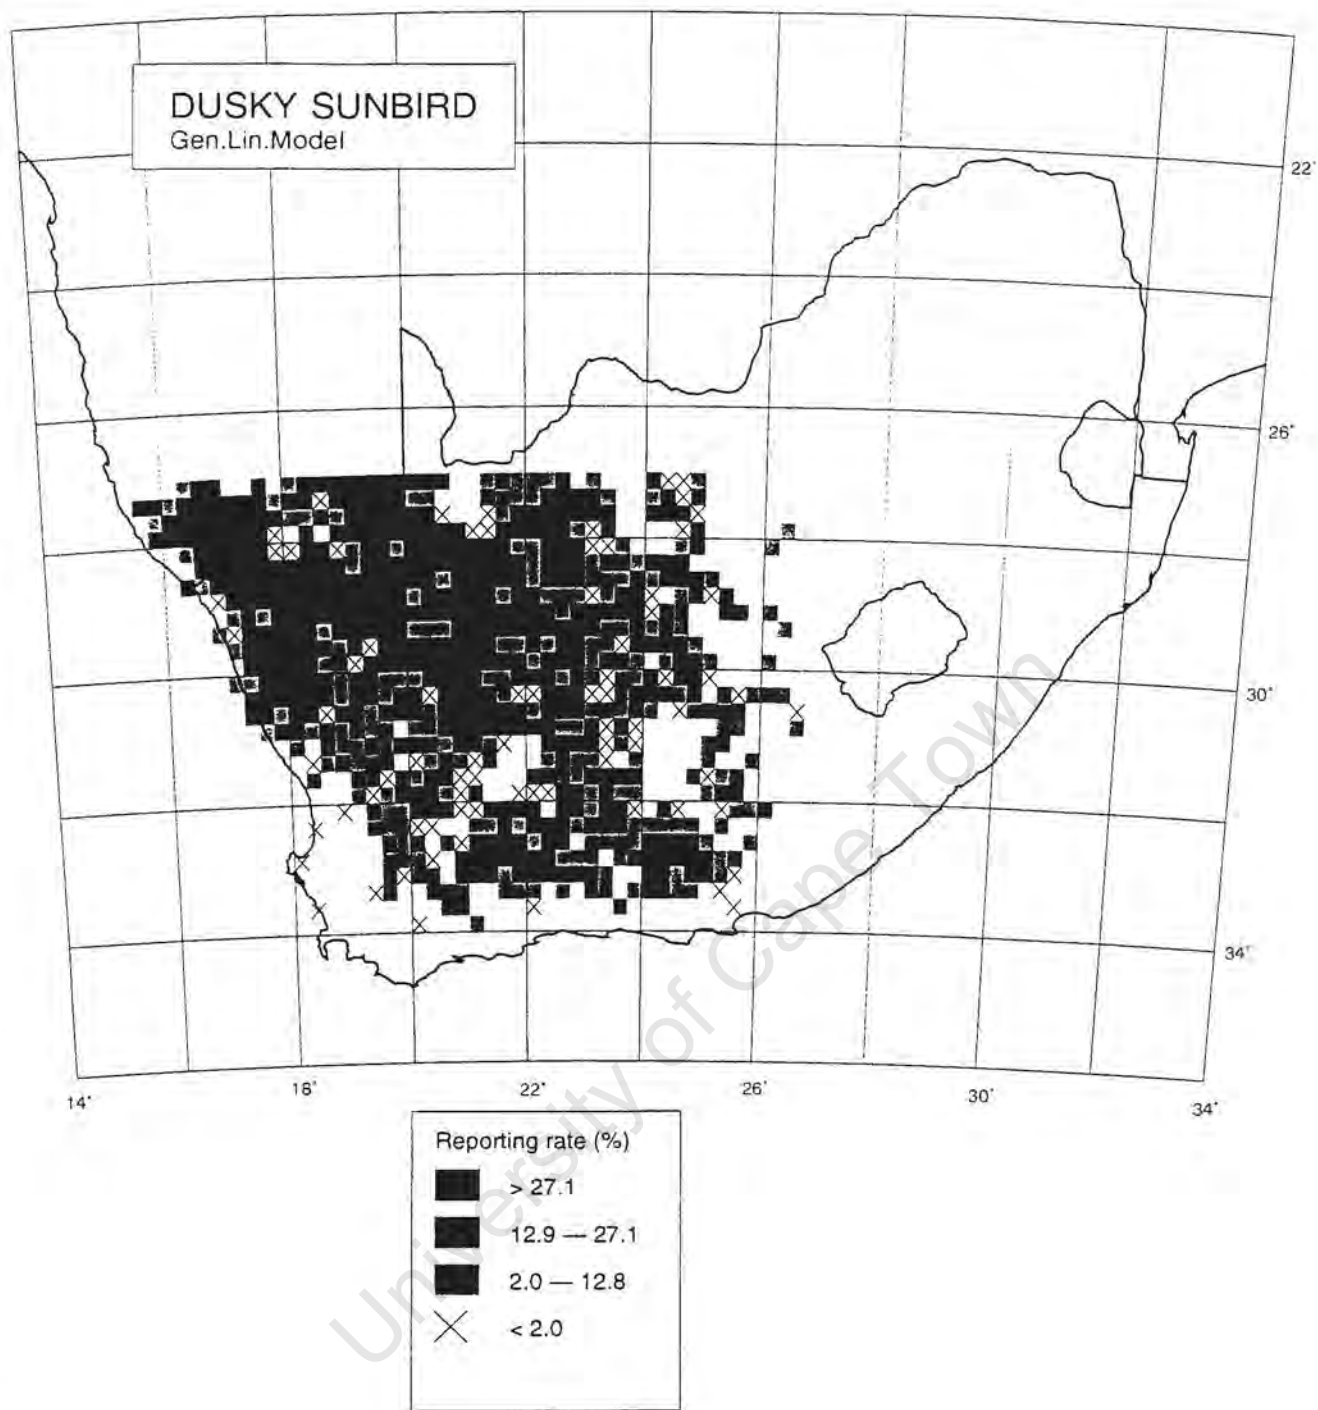 DUSKY SUNBIRD
Gen.Lin.Model
22°
26°
30°
34°
14°
18°
22°
26°
30°
34°
Reporting rate (%)
> 27.1
12.9 — 27.1
2.0 — 12.8
< 2.0
University of Cape Town